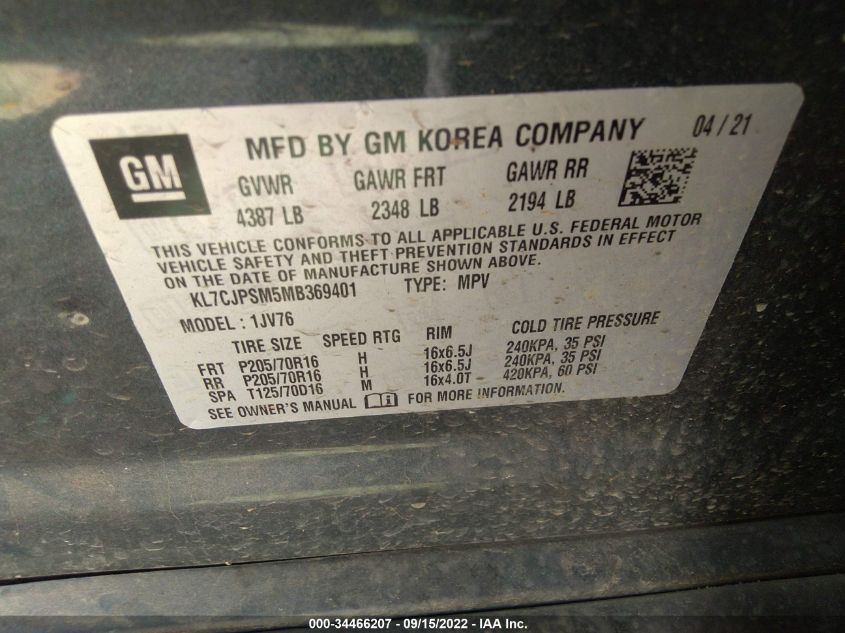 GM
MFD BY GM KOREA COMPANY 04 / 21
GVWR GAWR FRT GAWR RR
4387 LB 2348 LB 2194 LB
THIS VEHICLE CONFORMS TO ALL APPLICABLE U.S. FEDERAL MOTOR
VEHICLE SAFETY AND THEFT PREVENTION STANDARDS IN EFFECT
ON THE DATE OF MANUFACTURE SHOWN ABOVE.
KL7CJPSM5MB369401 TYPE: MPV
MODEL : 1JV76
TIRE SIZE SPEED RTG RIM COLD TIRE PRESSURE
FRT P205/70R16 H 16x6.5J 240KPA, 35 PSI
RR P205/70R16 H 16x6.5J 240KPA, 35 PSI
SPA T125/70D16 M 16x4.0T 420KPA, 60 PSI
SEE OWNER'S MANUAL FOR MORE INFORMATION.
000-34466207 - 09/15/2022 - IAA Inc.